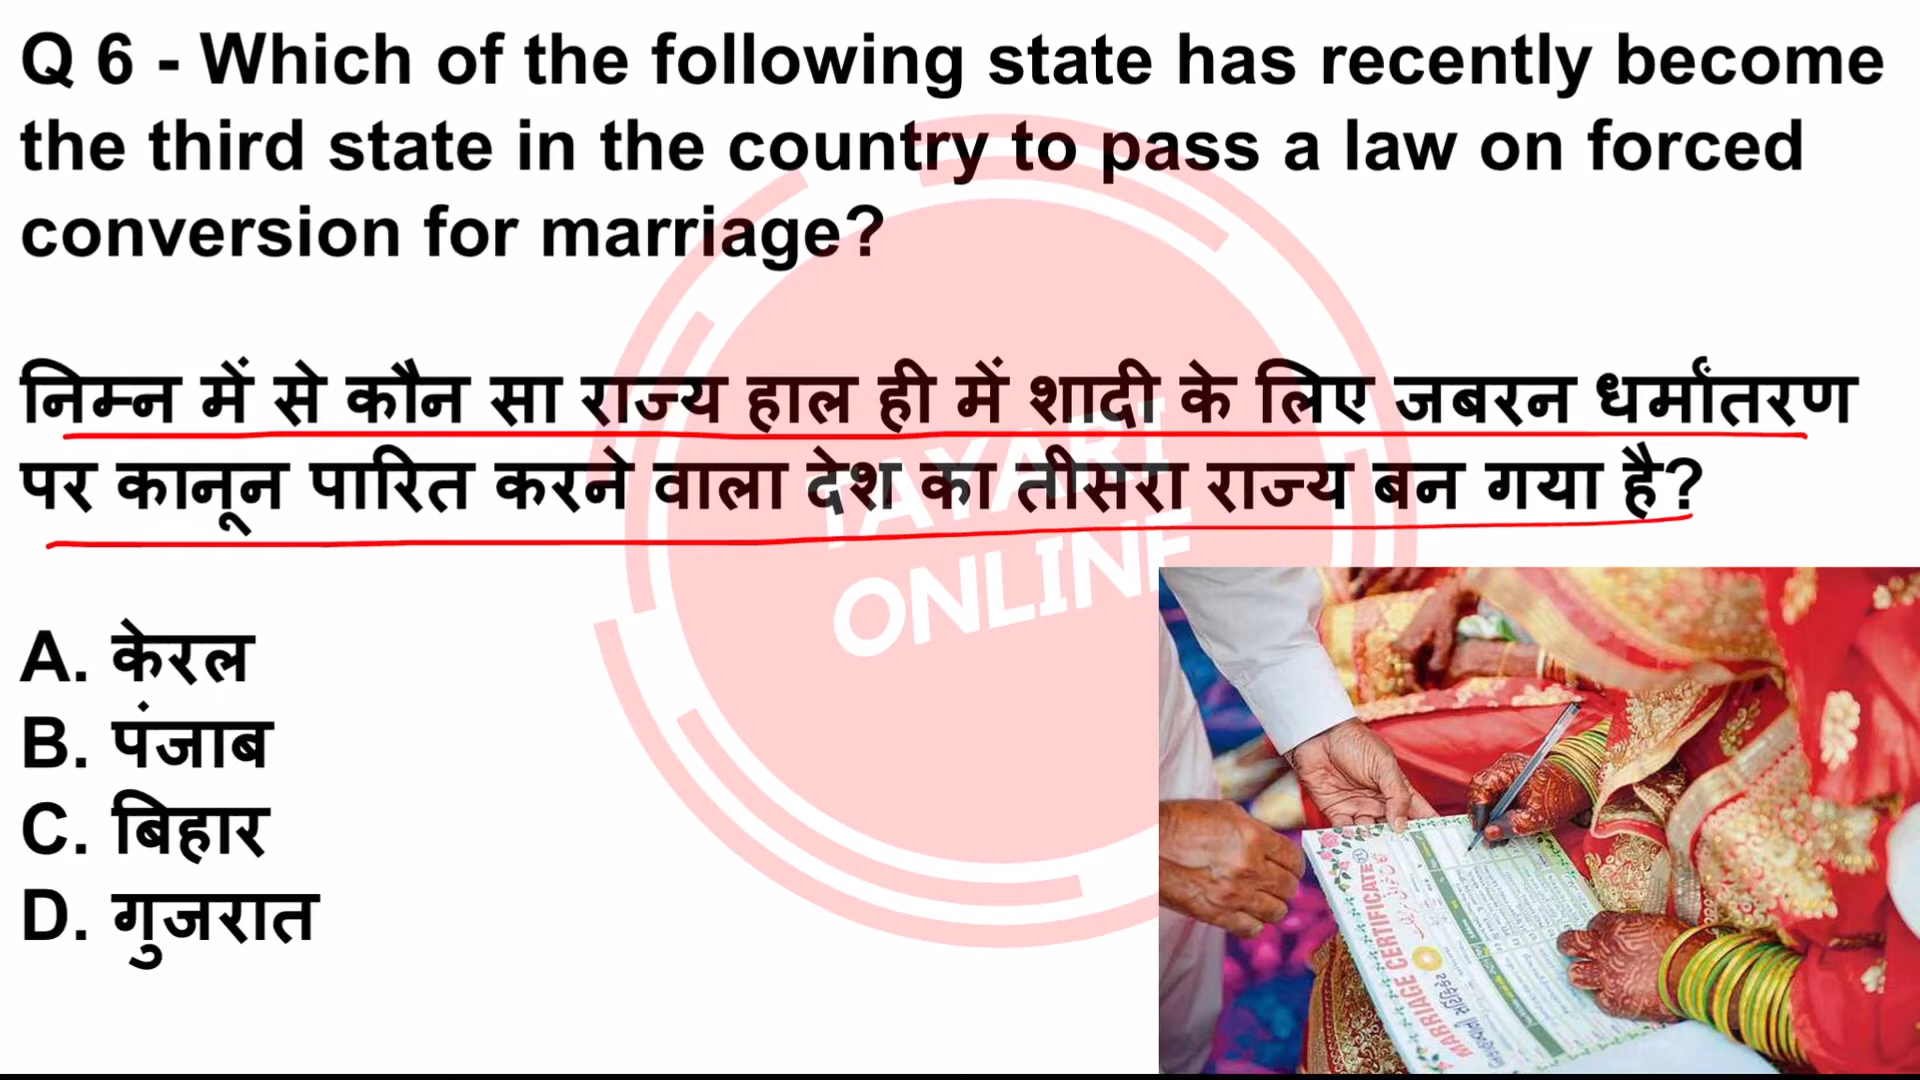 Q 6 - Which of the following state has recently become
the third state in the country to pass a law on forced
conversion for marriage?
निम्न में से कौन सा राज्य हाल ही में शादी के लिए जबरन धर्मांतरण
पर कानून पारित करने वाला देश का तीसरा राज्य बन गया है?
TAYARI
ONLINE
A. केरल
B. पंजाब
C. बिहार
D. गुजरात
MARRIAGE CERTIFICATE